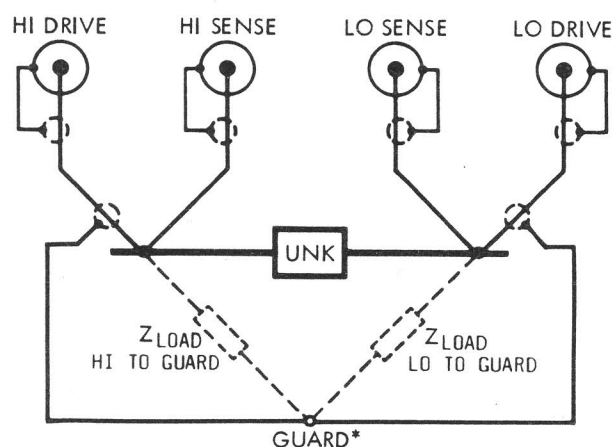 HI DRIVE HI SENSE LO SENSE LO DRIVE
UNK
ZLOAD
HI TO GUARD
ZLOAD
LO TO GUARD
GUARD*